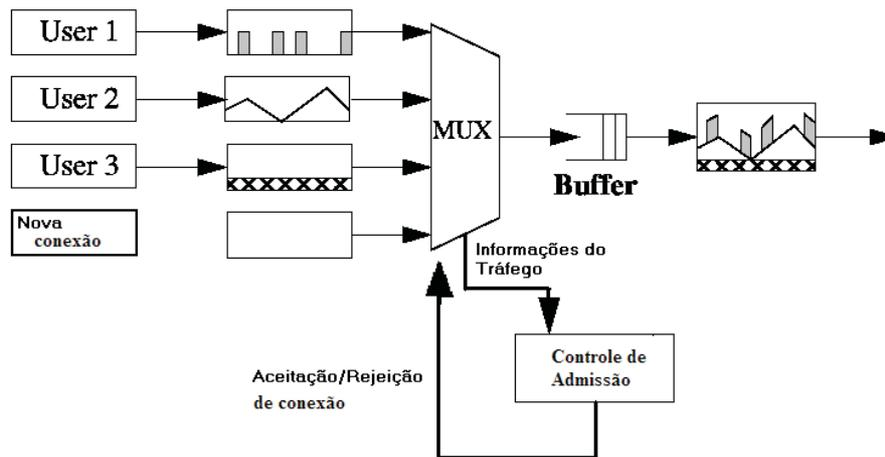 User 1
User 2
User 3
Nova
conexão
MUX
Buffer
Informações do
Tráfego
Controle de
Admissão
Aceitação/Rejeição
de conexão